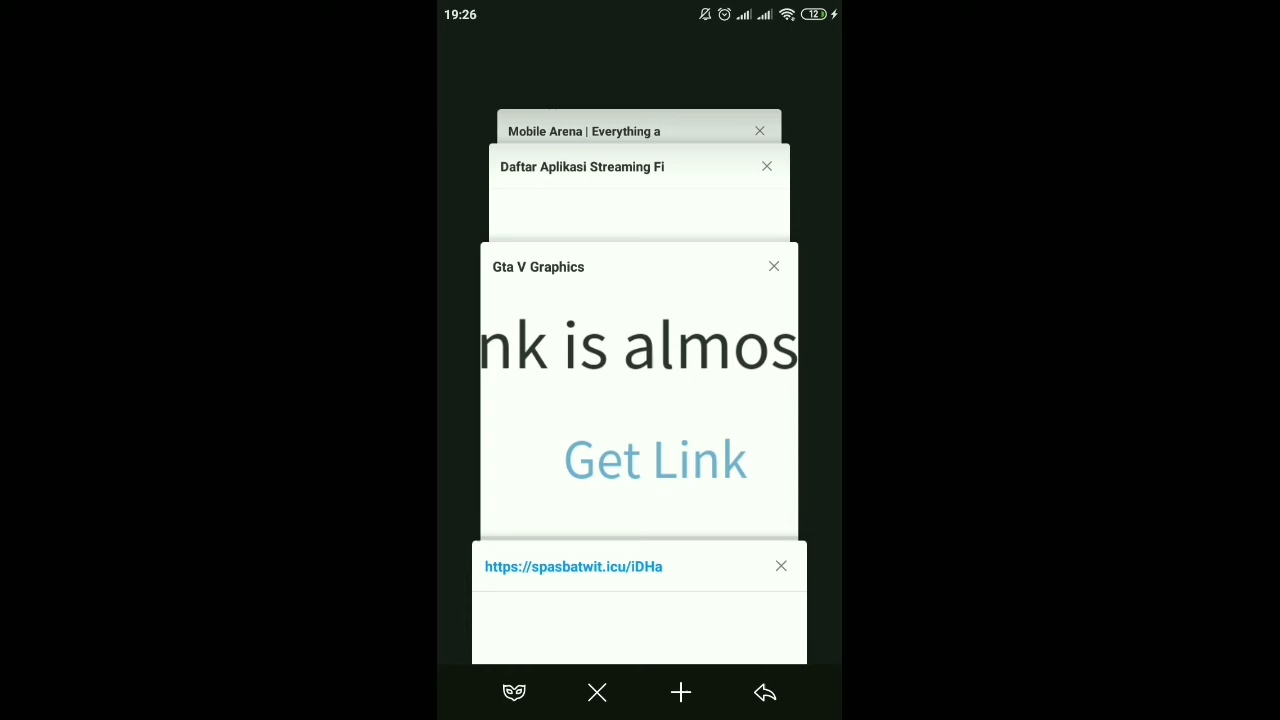 19:26
12
Mobile Arena | Everything a
Daftar Aplikasi Streaming Fi
Gta V Graphics
nk is almos
Get Link
https://spasbatwit.icu/iDHa